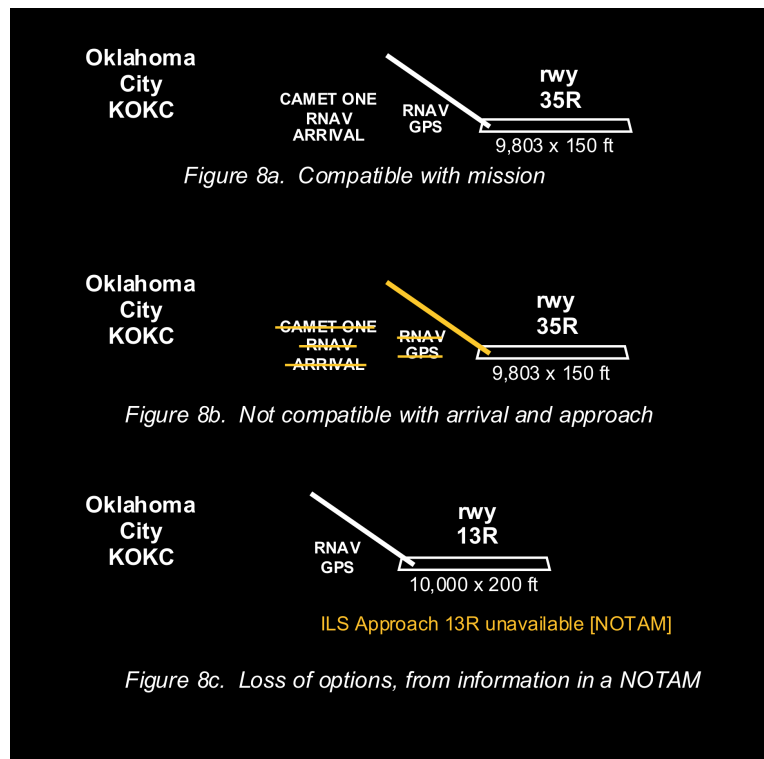 Oklahoma
City
KOKC
CAMET ONE
RNAV
ARRIVAL
RNAV
GPS
rwy
35R
9,803 x 150 ft
Figure 8a.  Compatible with mission
Oklahoma
City
KOKC
CAMET ONE
RNAV
ARRIVAL
RNAV
GPS
rwy
35R
9,803 x 150 ft
Figure 8b.  Not compatible with arrival and approach
Oklahoma
City
KOKC
RNAV
GPS
rwy
13R
10,000 x 200 ft
ILS Approach 13R unavailable [NOTAM]
Figure 8c.  Loss of options, from information in a NOTAM